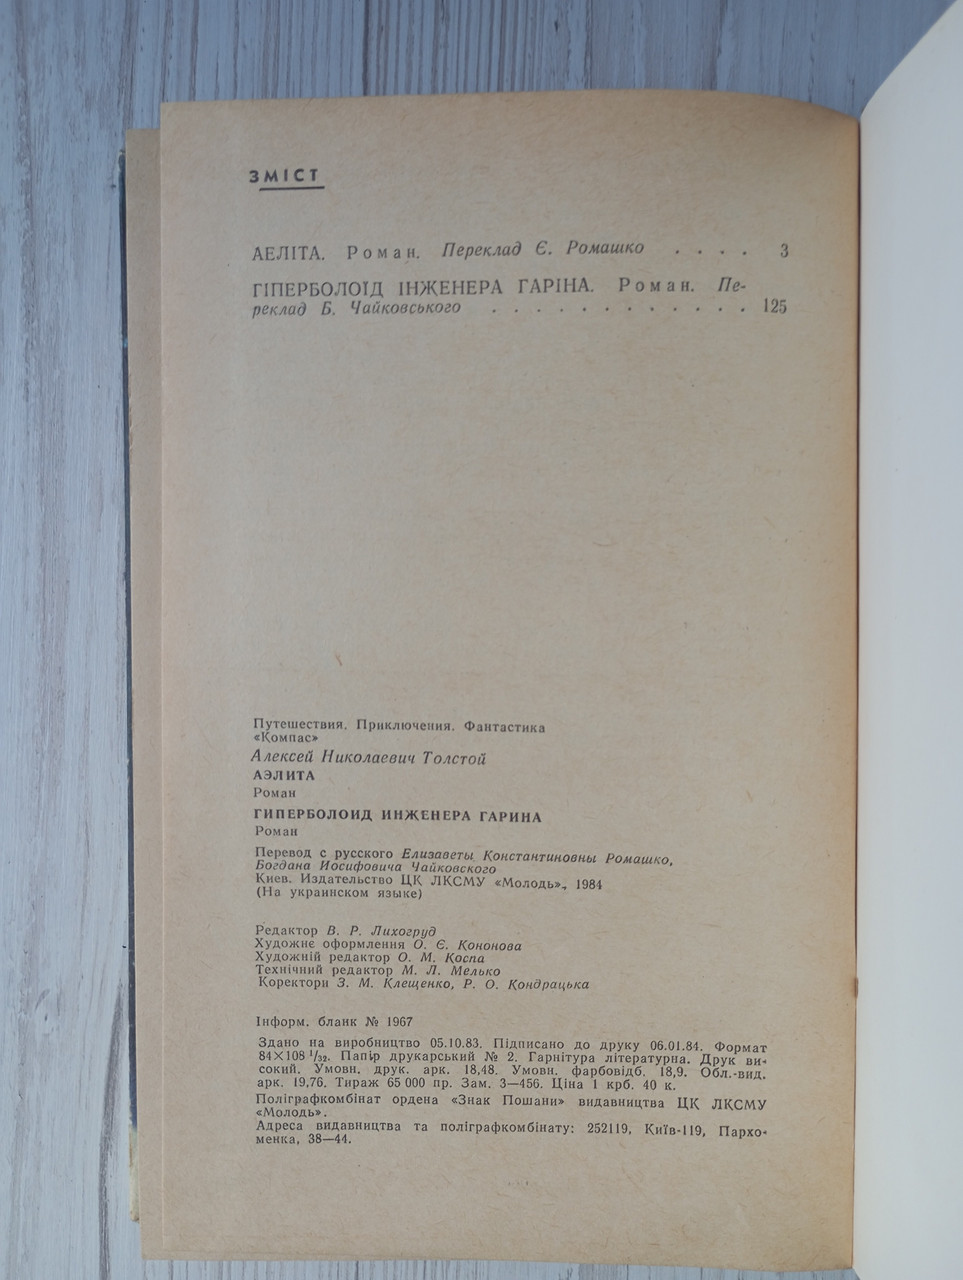 ЗМІСТ
АЕЛІТА. Роман. Переклад Є. Ромашко . . . . 3
ГІПЕРБОЛОЇД ІНЖЕНЕРА ГАРІНА. Роман. Пе-
реклад Б. Чайковського . . . . . . . . . . . . 125
Путешествия. Приключения. Фантастика
«Компас»
Алексей Николаевич Толстой
АЭЛИТА
Роман
ГИПЕРБОЛОИД ИНЖЕНЕРА ГАРИНА
Роман
Перевод с русского Елизаветы Константиновны Ромашко,
Богдана Иосифовича Чайковского
Киев. Издательство ЦК ЛКСМУ «Молодь», 1984
(На украинском языке)
Редактор В. Р. Лихогруд
Художнє оформлення О. Є. Кононова
Художній редактор О. М. Коспа
Технічний редактор М. Л. Мелько
Коректори З. М. Клещенко, Р. О. Кондрацька
Інформ. бланк № 1967
Здано на виробництво 05.10.83. Підписано до друку 06.01.84. Формат
84×108 1/32. Папір друкарський № 2. Гарнітура літературна. Друк ви-
сокий. Умовн. друк. арк. 18,48. Умовн. фарбовідб. 18,9. Обл.-вид.
арк. 19,76. Тираж 65 000 пр. Зам. 3—456. Ціна 1 крб. 40 к.
Поліграфкомбінат ордена «Знак Пошани» видавництва ЦК ЛКСМУ
«Молодь».
Адреса видавництва та поліграфкомбінату: 252119, Київ-119, Пархо-
менка, 38—44.